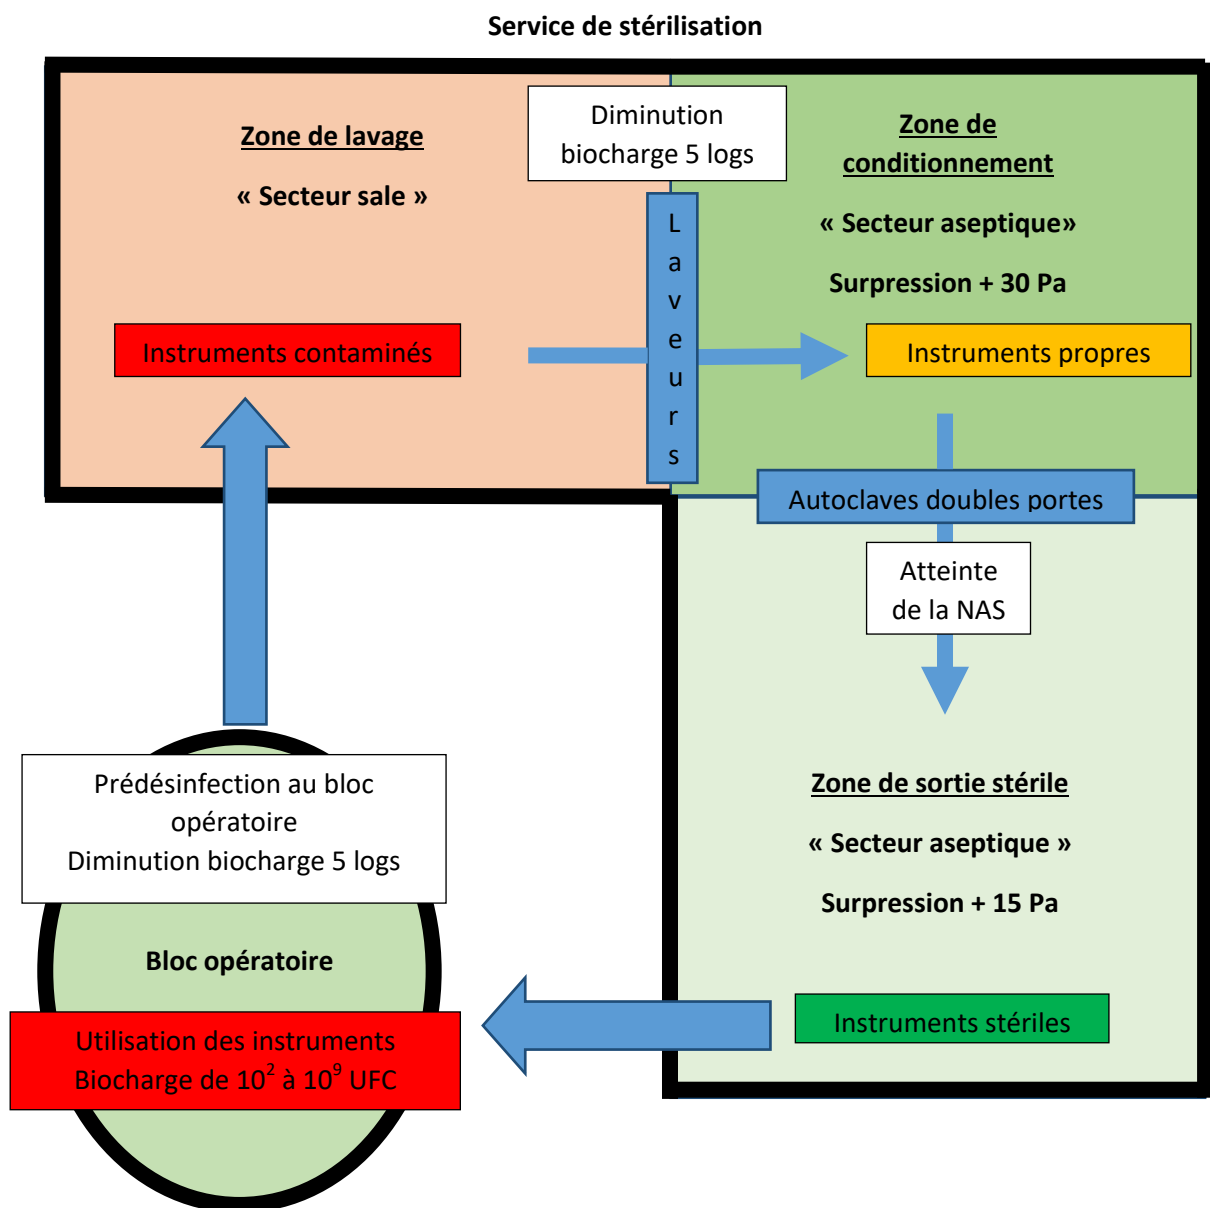 Service de stérilisation
Zone de lavage
« Secteur sale »
Diminution
biocharge 5 logs
Zone de
conditionnement
« Secteur aseptique»
Surpression + 30 Pa
Laveurs
Instruments contaminés
Instruments propres
Autoclaves doubles portes
Atteinte
de la NAS
Zone de sortie stérile
« Secteur aseptique »
Surpression + 15 Pa
Instruments stériles
Prédésinfection au bloc
opératoire
Diminution biocharge 5 logs
Bloc opératoire
Utilisation des instruments
Biocharge de 10² à 10⁹ UFC